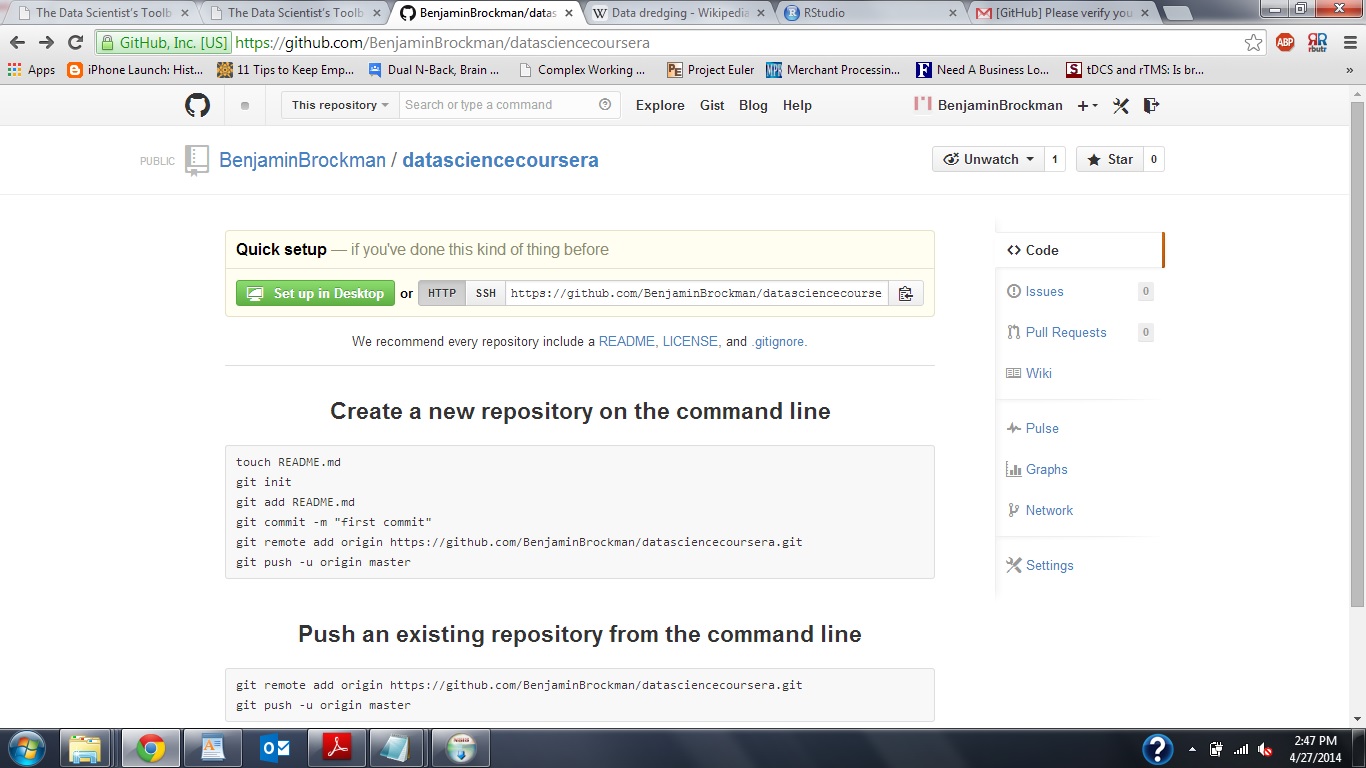 The Data Scientist's Toolb
The Data Scientist's Toolb
BenjaminBrockman/datas
Data dredging - Wikipedia
RStudio
[GitHub] Please verify you
GitHub, Inc. [US] https://github.com/BenjaminBrockman/datasciencecoursera
ABP
rbutr
Apps
iPhone Launch: Hist...
11 Tips to Keep Emp...
Dual N-Back, Brain ...
Complex Working ...
Project Euler
Merchant Processin...
Need A Business Lo...
tDCS and rTMS: Is br...
»
This repository
Search or type a command
Explore Gist Blog Help
BenjaminBrockman
PUBLIC BenjaminBrockman / datasciencecoursera
Unwatch 1
Star 0
Quick setup — if you've done this kind of thing before
Set up in Desktop or HTTP SSH https://github.com/BenjaminBrockman/datasciencecourse
We recommend every repository include a README, LICENSE, and .gitignore.
Create a new repository on the command line
touch README.md
git init
git add README.md
git commit -m "first commit"
git remote add origin https://github.com/BenjaminBrockman/datasciencecoursera.git
git push -u origin master
Push an existing repository from the command line
git remote add origin https://github.com/BenjaminBrockman/datasciencecoursera.git
git push -u origin master
Code
Issues 0
Pull Requests 0
Wiki
Pulse
Graphs
Network
Settings
2:47 PM
4/27/2014